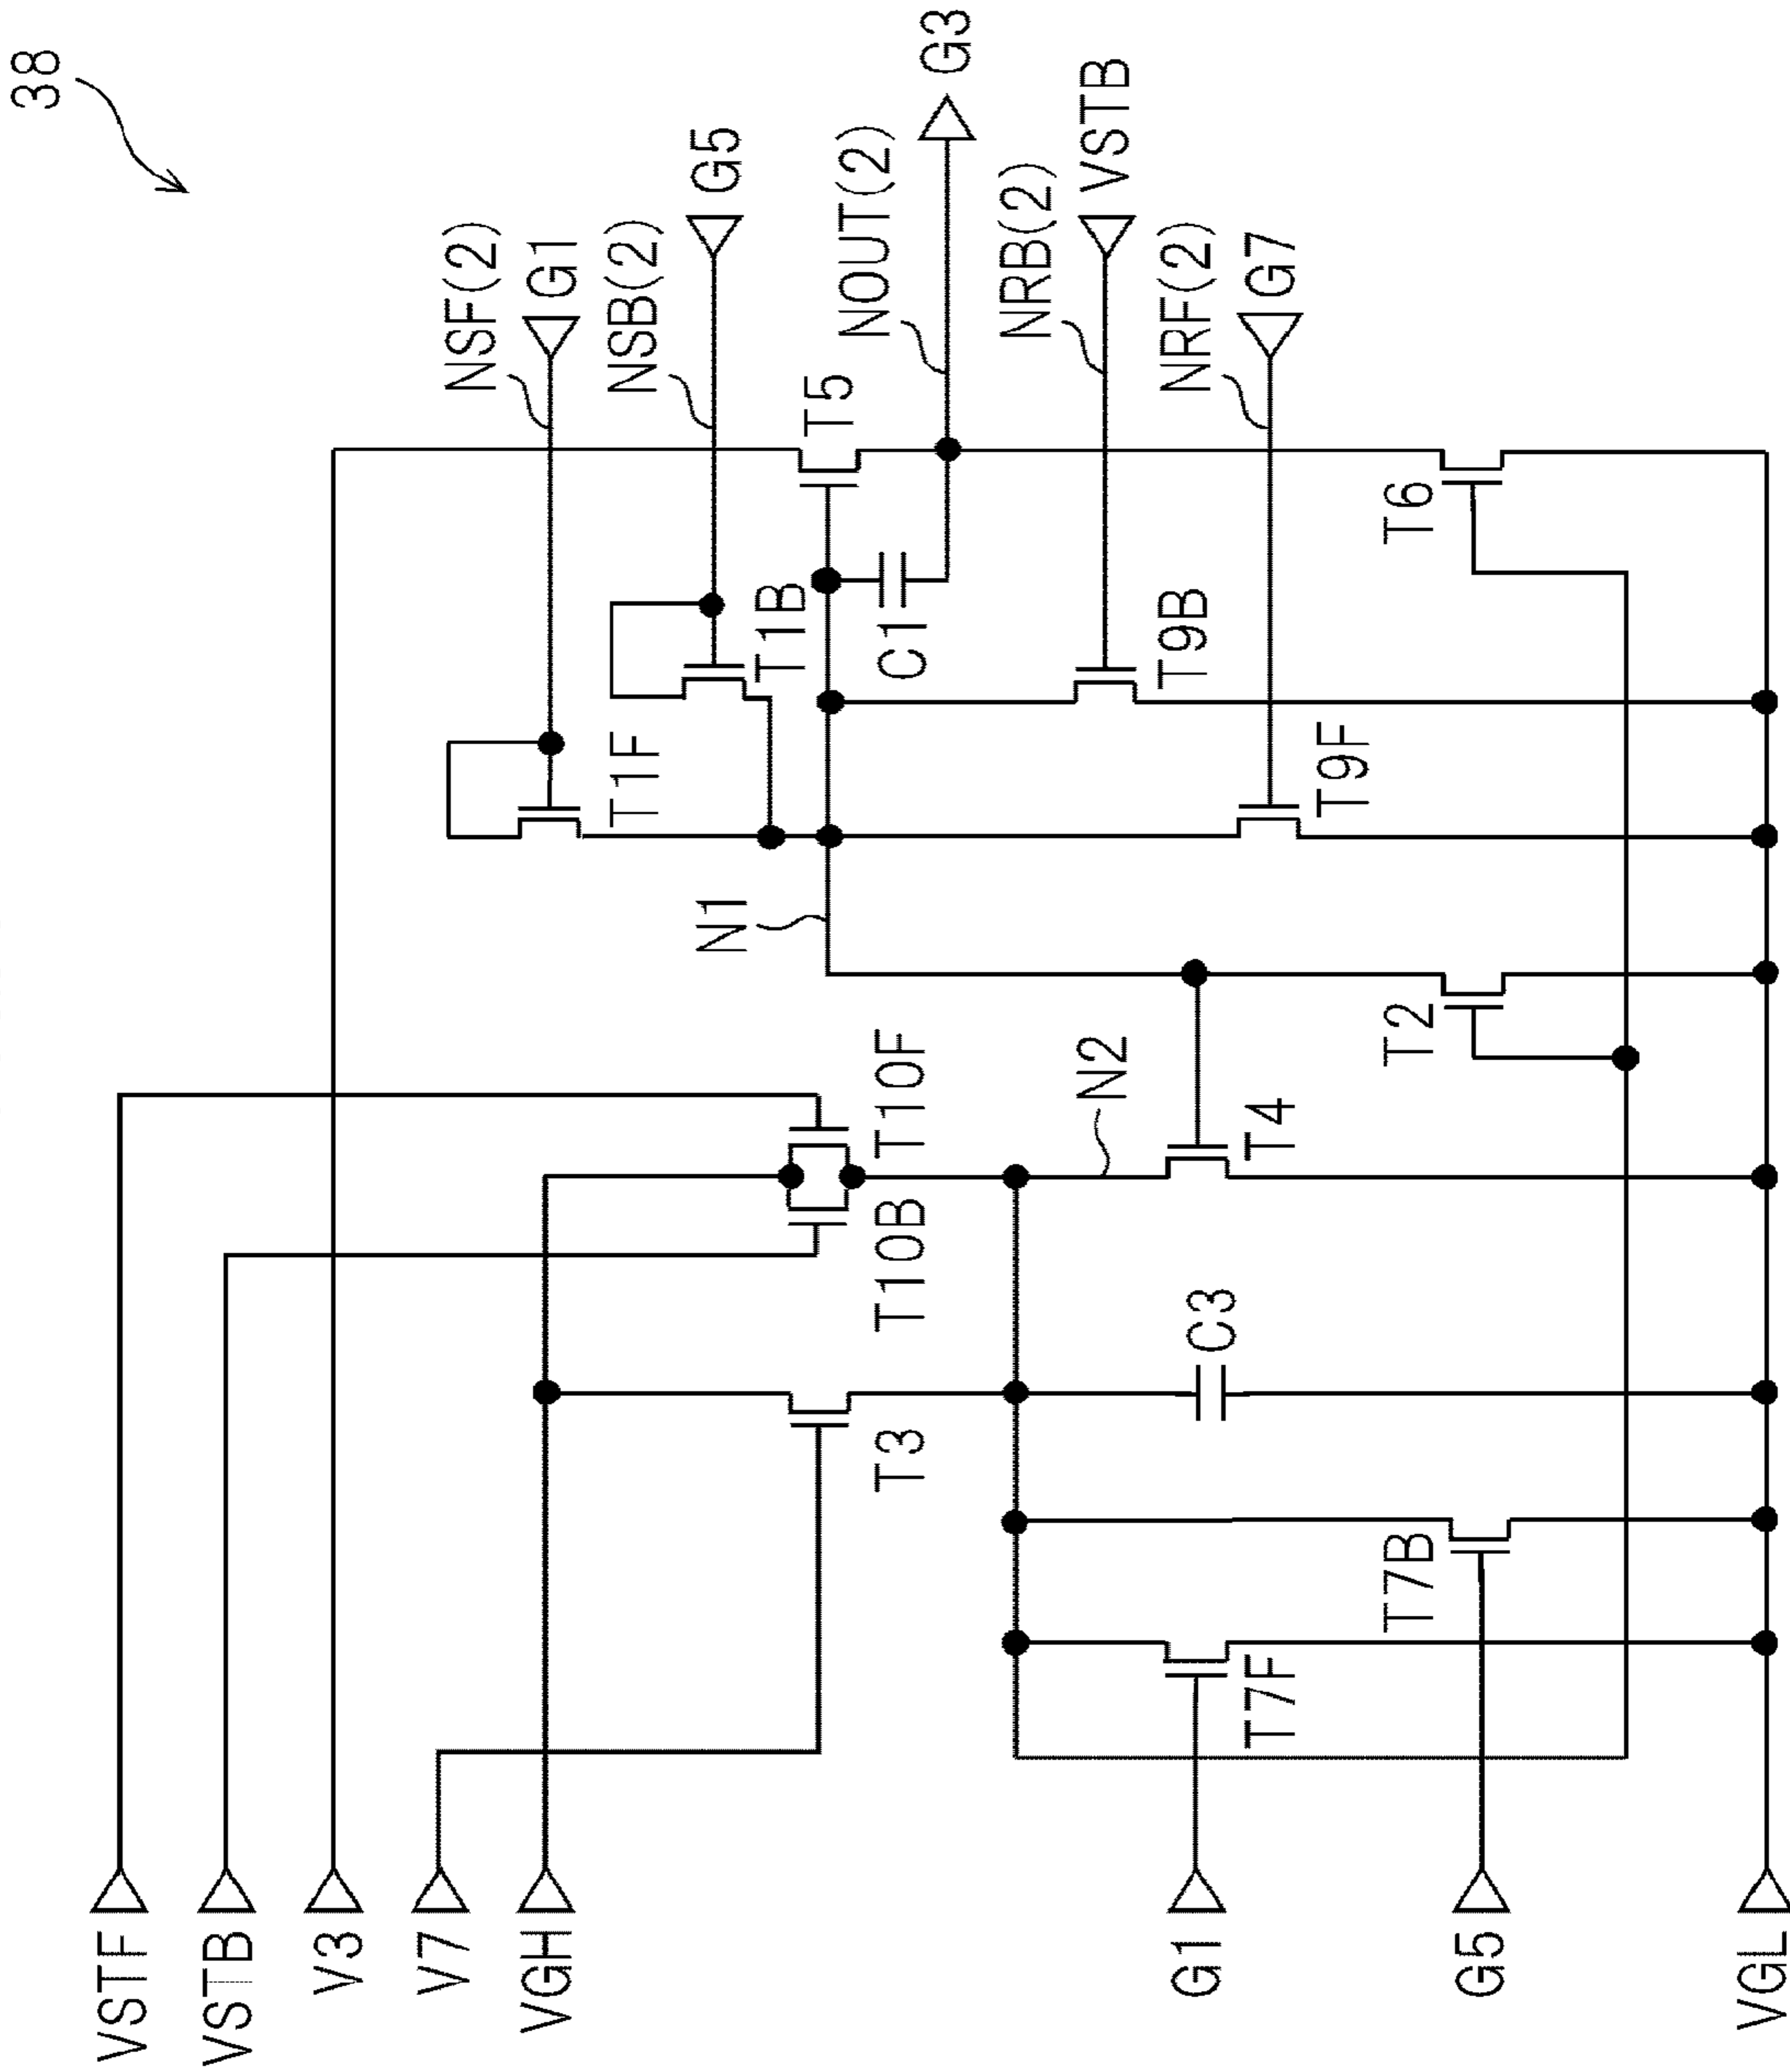 38
VSTF
VSTB
V3
V7
VGH
G1
G5
VGL
NSF(2)
G1
NSB(2)
G5
NOUT(2)
G3
NRB(2)
VSTB
NRF(2)
G7
T1F
T1B
T5
C1
T9B
T9F
T6
N1
T10F
T10B
N2
T2
T4
T3
C3
T7B
T7F